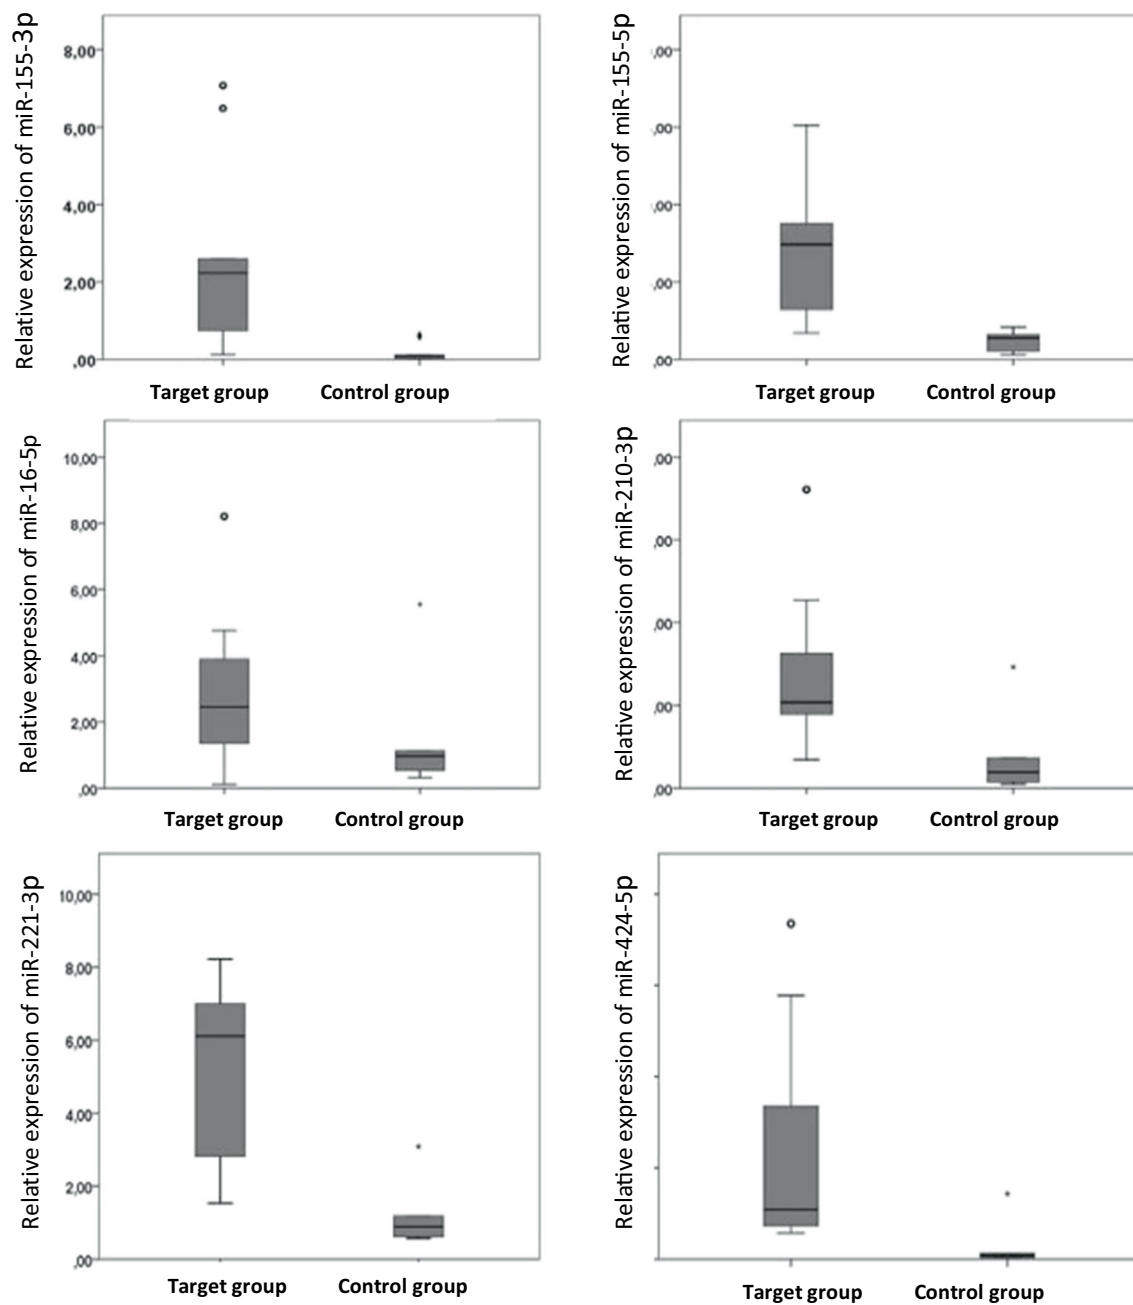 Relative expression of miR-155-3p
8,00
6,00
4,00
2,00
,00
Target group
Control group
Relative expression of miR-155-5p
,00
,00
,00
,00
,00
Target group
Control group
Relative expression of miR-16-5p
10,00
8,00
6,00
4,00
2,00
,00
Target group
Control group
Relative expression of miR-210-3p
,00
,00
,00
,00
,00
Target group
Control group
Relative expression of miR-221-3p
10,00
8,00
6,00
4,00
2,00
,00
Target group
Control group
Relative expression of miR-424-5p
Target group
Control group